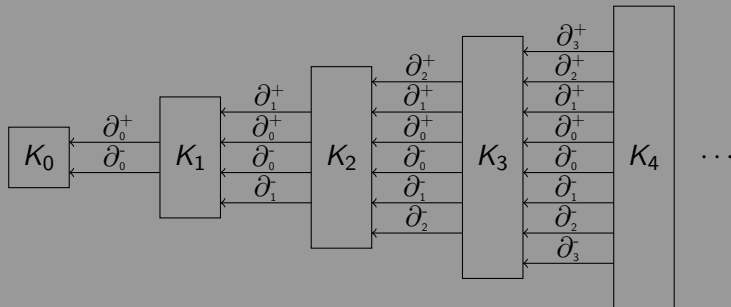 ∂₃⁺
∂₂⁺ ∂₂⁺
∂₁⁺ ∂₁⁺ ∂₁⁺
∂₀⁺ ∂₀⁺ ∂₀⁺ ∂₀⁺
K₀ K₁ K₂ K₃ K₄ ⋯
∂₀⁻ ∂₀⁻ ∂₀⁻ ∂₀⁻
∂₁⁻ ∂₁⁻ ∂₁⁻
∂₂⁻ ∂₂⁻
∂₃⁻